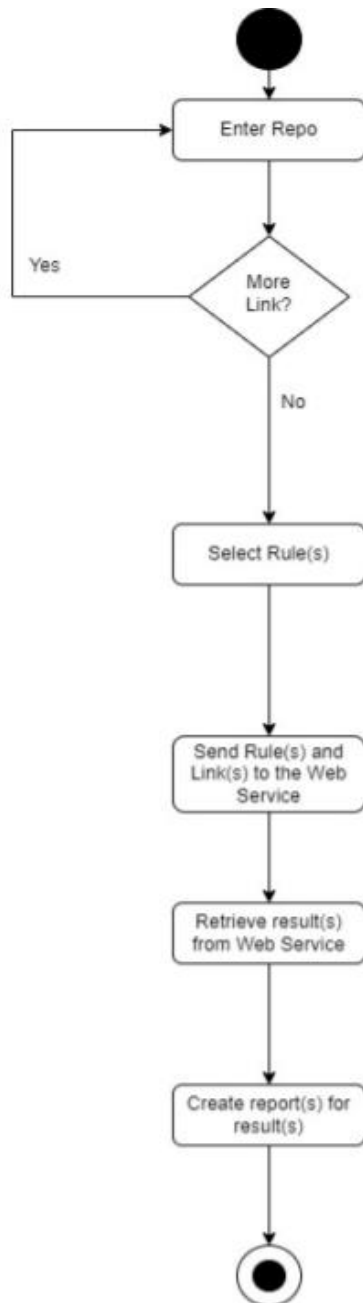 Enter Repo
More
Link?
Yes
No
Select Rule(s)
Send Rule(s) and
Link(s) to the Web
Service
Retrieve result(s)
from Web Service
Create report(s) for
result(s)